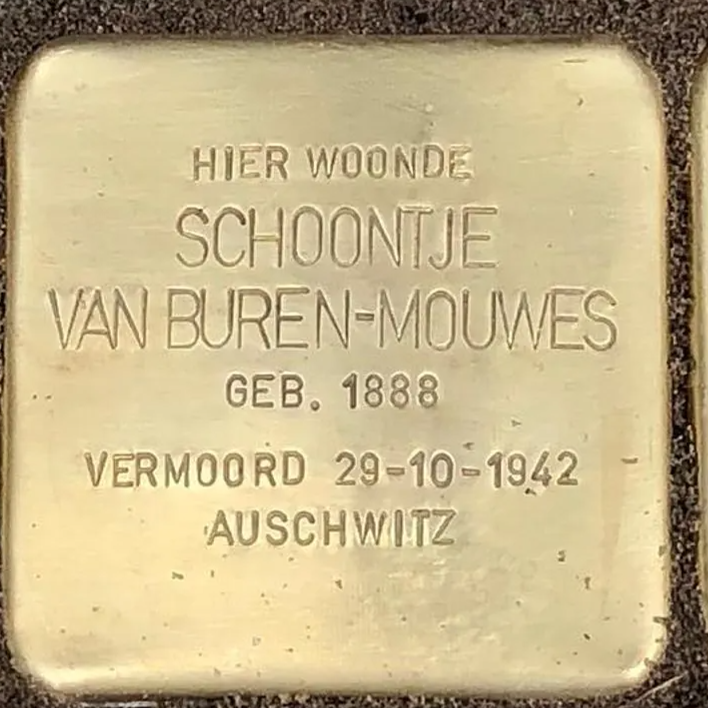 HIER WOONDE
SCHOONTJE
VAN BUREN-MOUWES
GEB. 1888
VERMOORD 29-10-1942
AUSCHWITZ